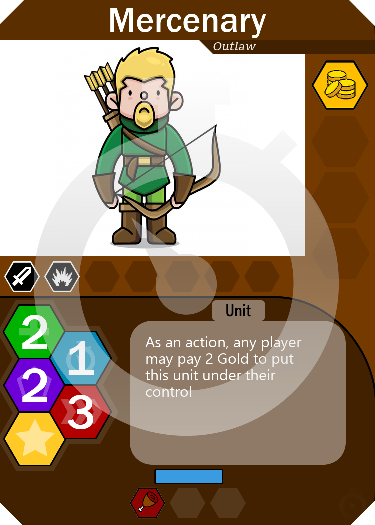 Mercenary
Outlaw
Unit
2
1
2
3
As an action, any player
may pay 2 Gold to put
this unit under their
control